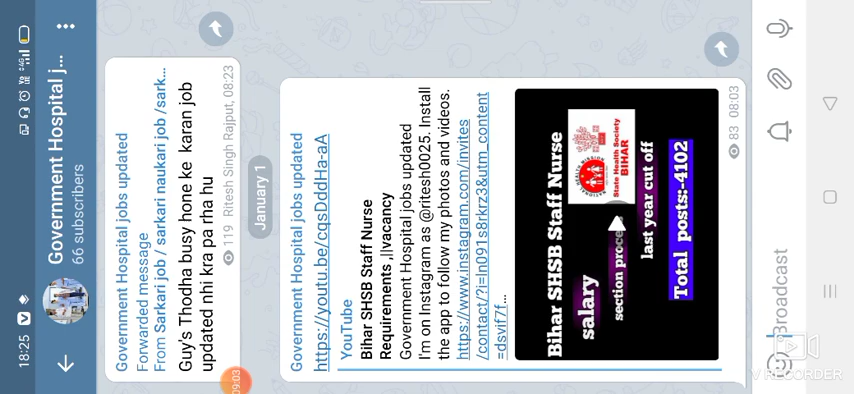 18:25
Government Hospital j...
66 subscribers
Government Hospital jobs updated
Forwarded message
From Sarkari job / sarkari naukari job /sark...
Guy's Thodha busy hone ke karan job
updated nhi kra pa rha hu
119 Ritesh Singh Rajput, 08:23
January 1
Government Hospital jobs updated
https://youtu.be/cqsDddHa-aA
YouTube
Bihar SHSB Staff Nurse
Requirements ,||vacancy
Government Hospital jobs updated
I'm on Instagram as @ritesh0025. Install
the app to follow my photos and videos.
https://www.instagram.com/invites
/contact/?i=ln091s8rkrz3&utm_content
=dsvif7f...
Bihar SHSB Staff Nurse
salary
section proce
State Health Society
BIHAR
last year cut off
Total posts:-4102
83 08:03
Broadcast
09:03
V RECORDER